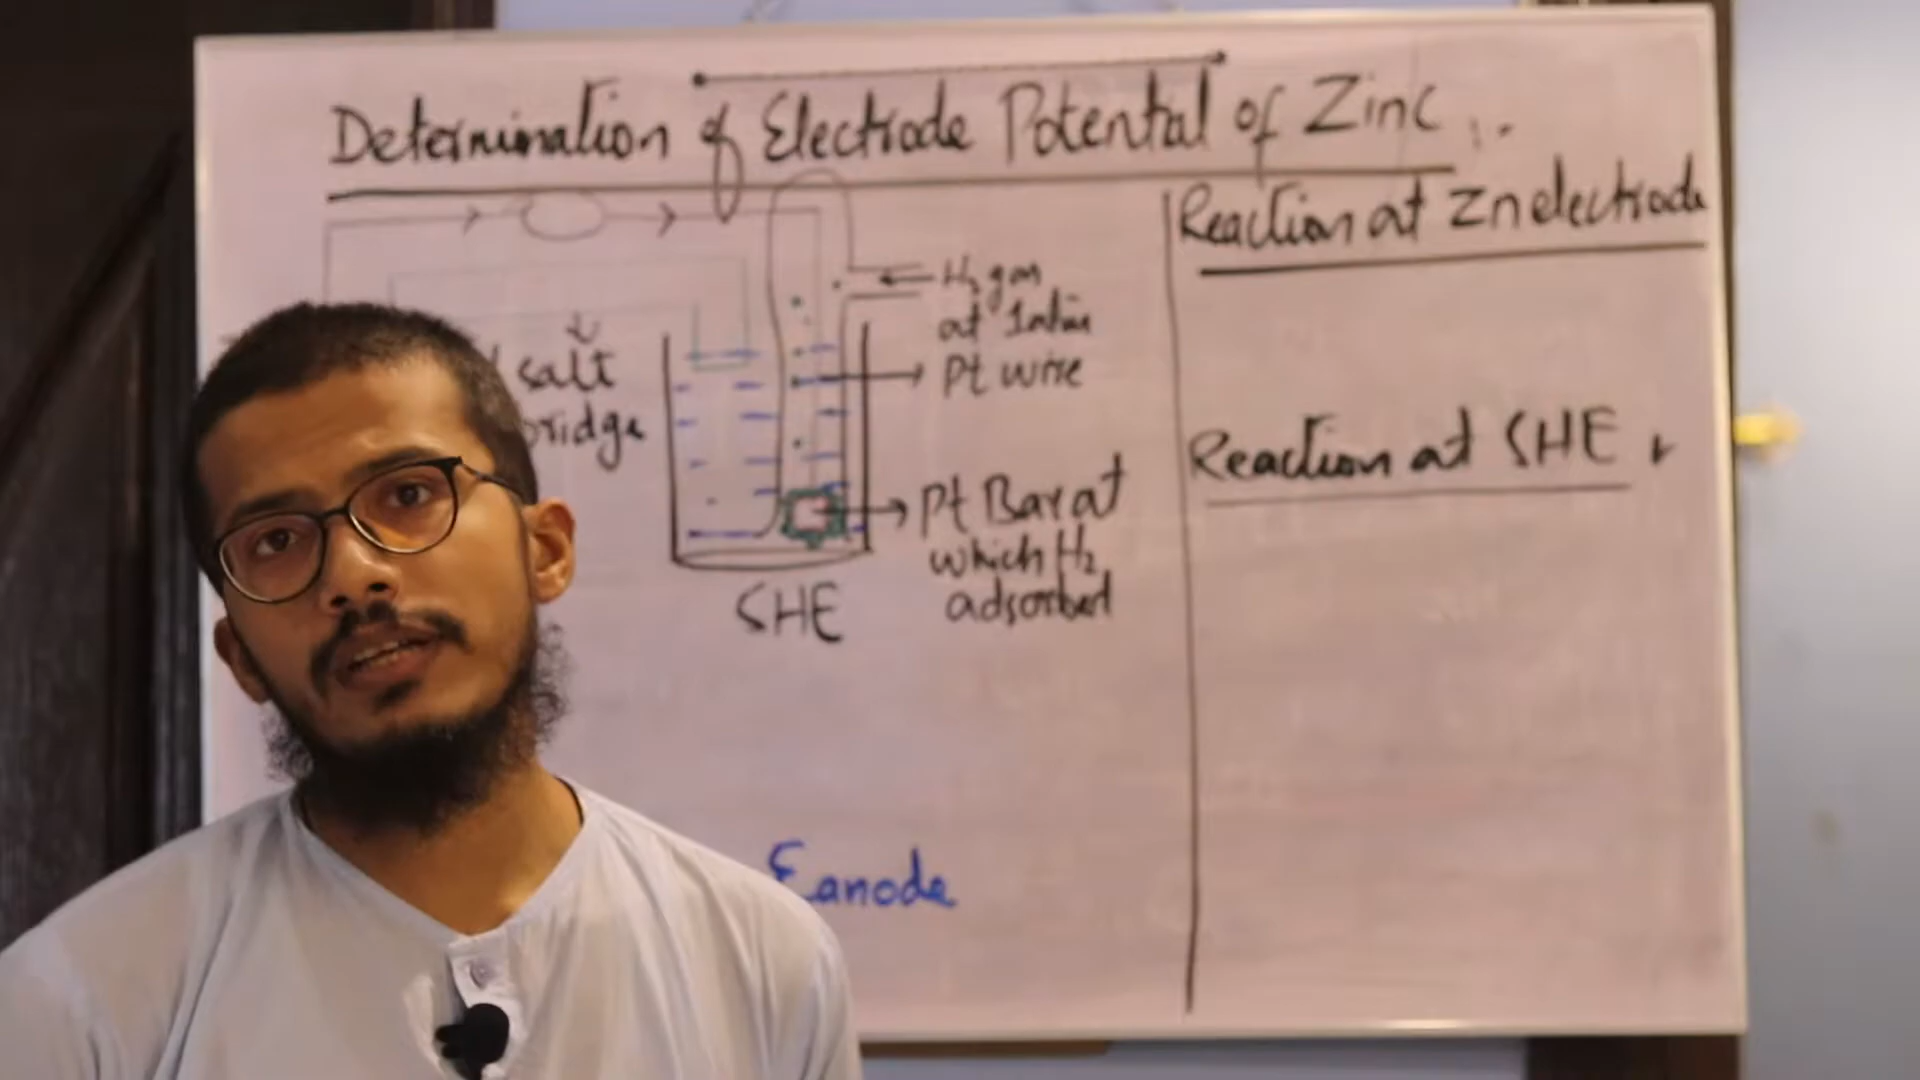 Determination of Electrode Potential of Zinc :-
H₂ gas
at 1atm
Pt wire
salt
bridge
Pt Bar at
which H₂
adsorbed
SHE
Eanode
Reaction at Zn electrode
Reaction at SHE